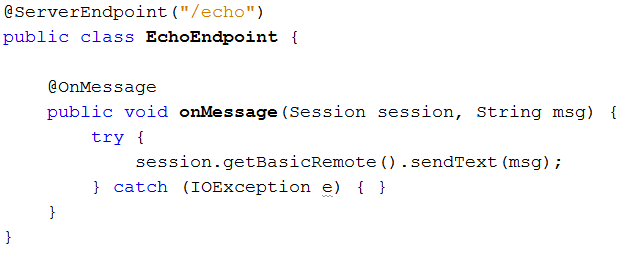 @ServerEndpoint("/echo")
public class EchoEndpoint {
@OnMessage
public void onMessage(Session session, String msg) {
try {
session.getBasicRemote().sendText(msg);
} catch (IOException e) { }
}
}